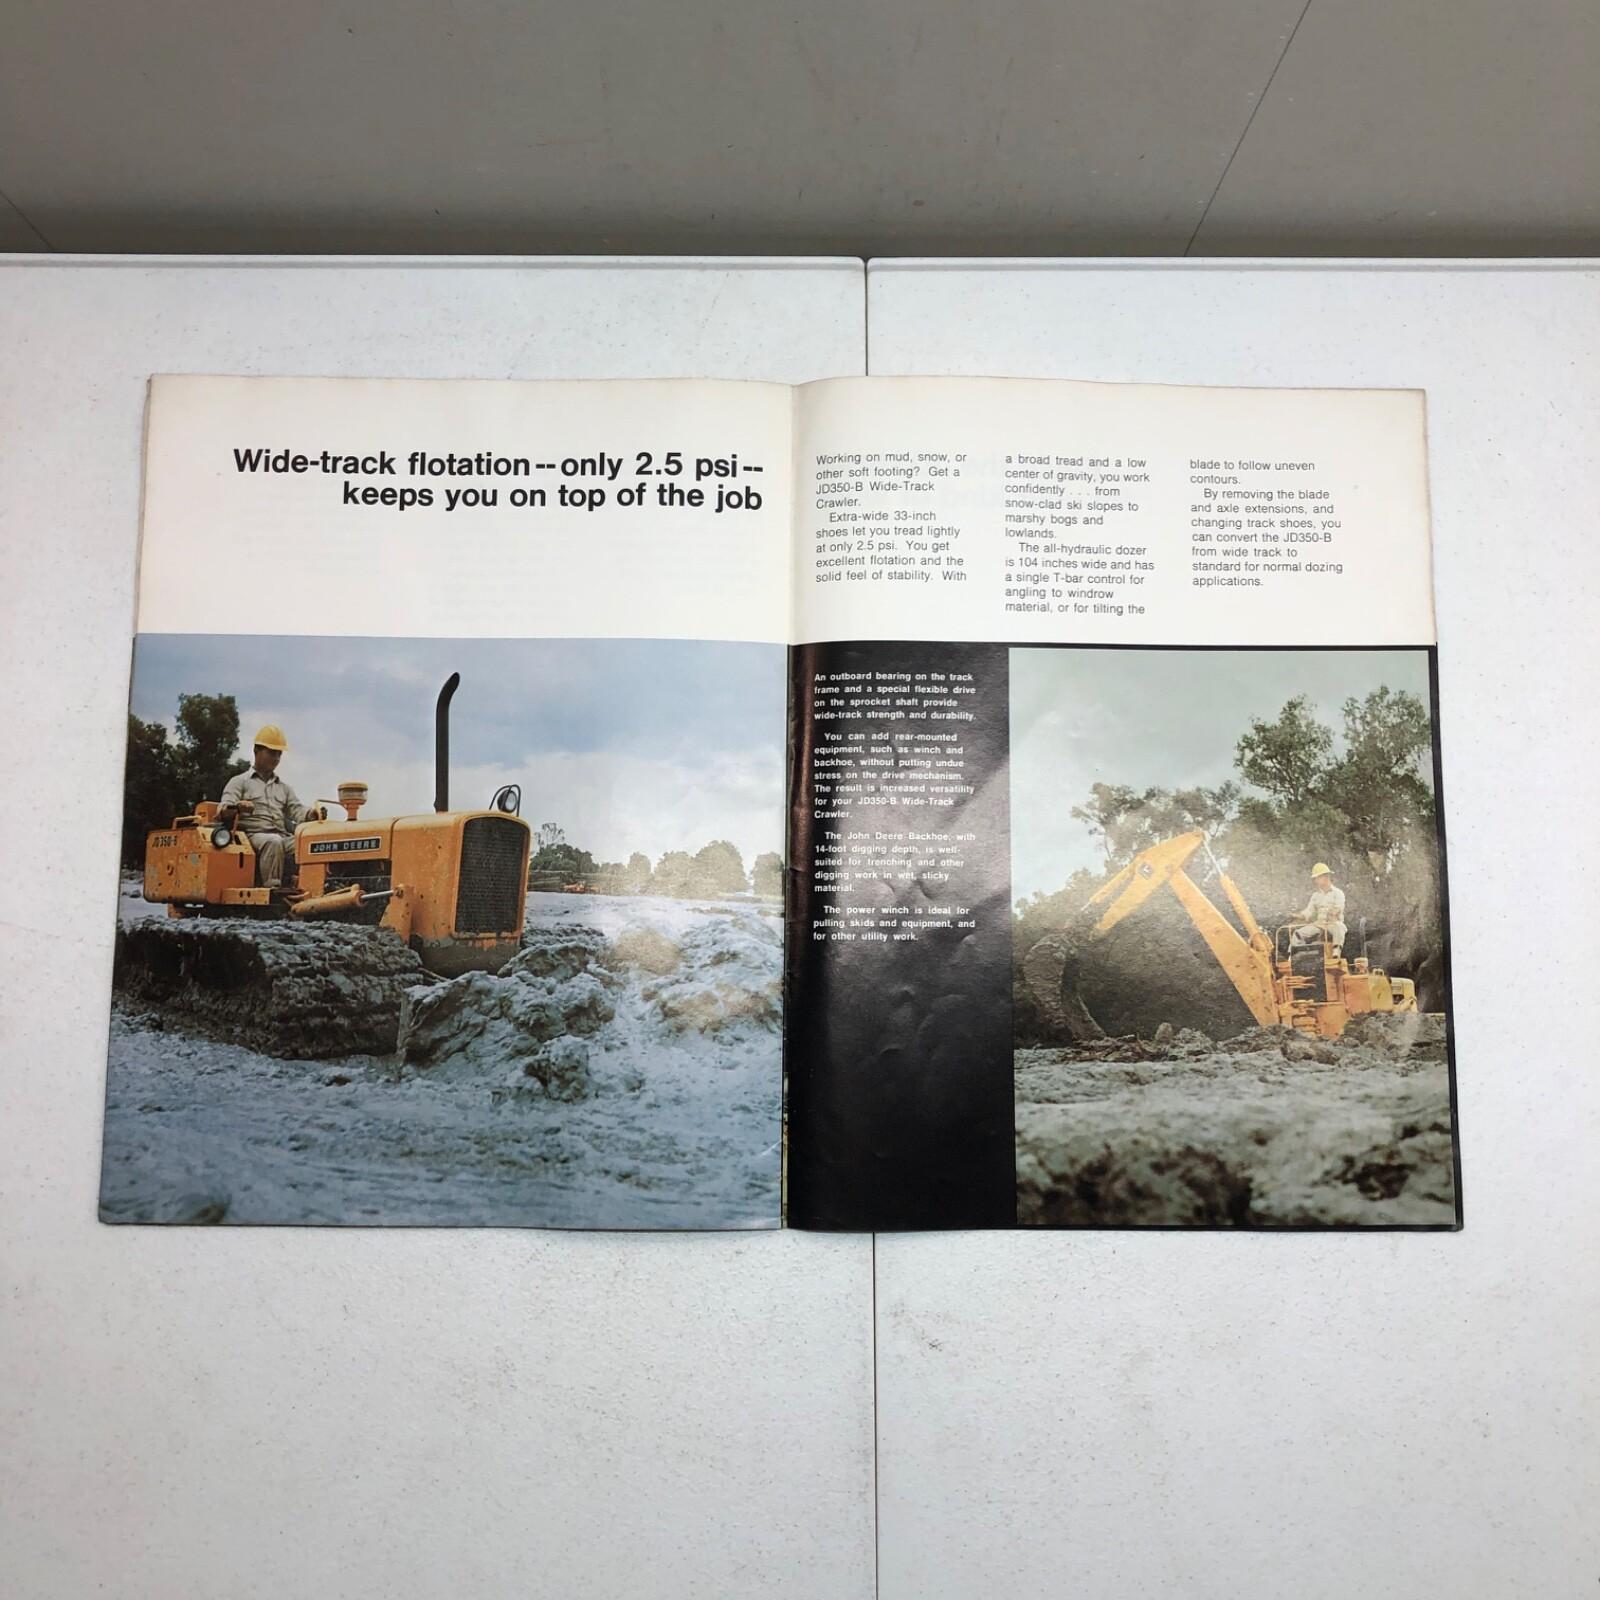 Wide-track flotation -- only 2.5 psi --
keeps you on top of the job
Working on mud, snow, or
other soft footing? Get a
JD350-B Wide-Track
Crawler.
Extra-wide 33-inch
shoes let you tread lightly
at only 2.5 psi. You get
excellent flotation and the
solid feel of stability. With
a broad tread and a low
center of gravity, you work
confidently . . . from
snow-clad ski slopes to
marshy bogs and
lowlands.
The all-hydraulic dozer
is 104 inches wide and has
a single T-bar control for
angling to windrow
material, or for tilting the
blade to follow uneven
contours.
By removing the blade
and axle extensions, and
changing track shoes, you
can convert the JD350-B
from wide track to
standard for normal dozing
applications.
JD350-B
JOHN DEERE
An outboard bearing on the track
frame and a special flexible drive
on the sprocket shaft provide
wide-track strength and durability.
You can add rear-mounted
equipment, such as winch and
backhoe, without putting undue
stress on the drive mechanism.
The result is increased versatility
for your JD350-B Wide-Track
Crawler.
The John Deere Backhoe, with
14-foot digging depth, is well-
suited for trenching and other
digging work in wet, sticky
material.
The power winch is ideal for
pulling skids and equipment, and
for other utility work.